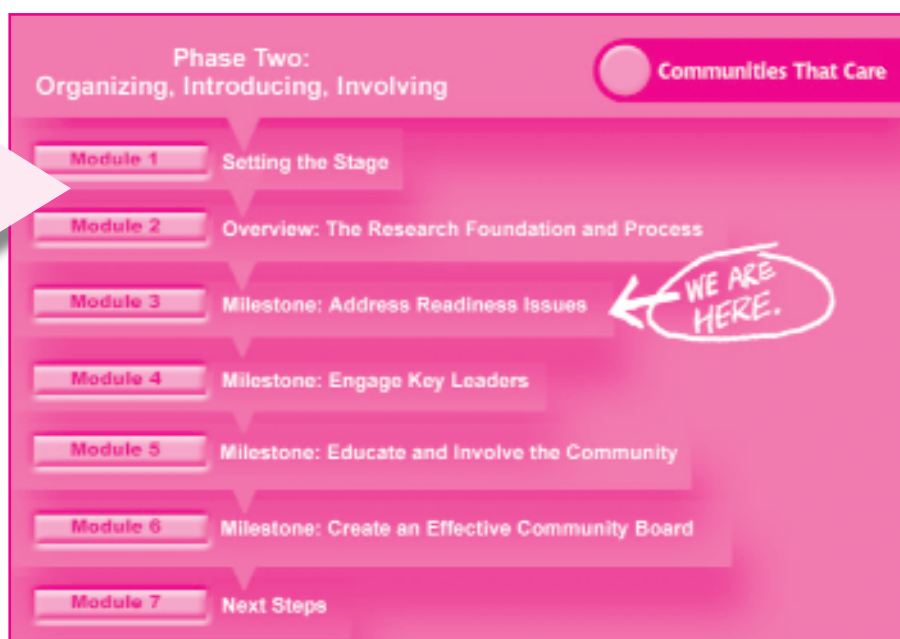 Phase Two:
Organizing, Introducing, Involving
Communities That Care
Module 1 Setting the Stage
Module 2 Overview: The Research Foundation and Process
Module 3 Milestone: Address Readiness Issues
WE ARE
HERE.
Module 4 Milestone: Engage Key Leaders
Module 5 Milestone: Educate and Involve the Community
Module 6 Milestone: Create an Effective Community Board
Module 7 Next Steps